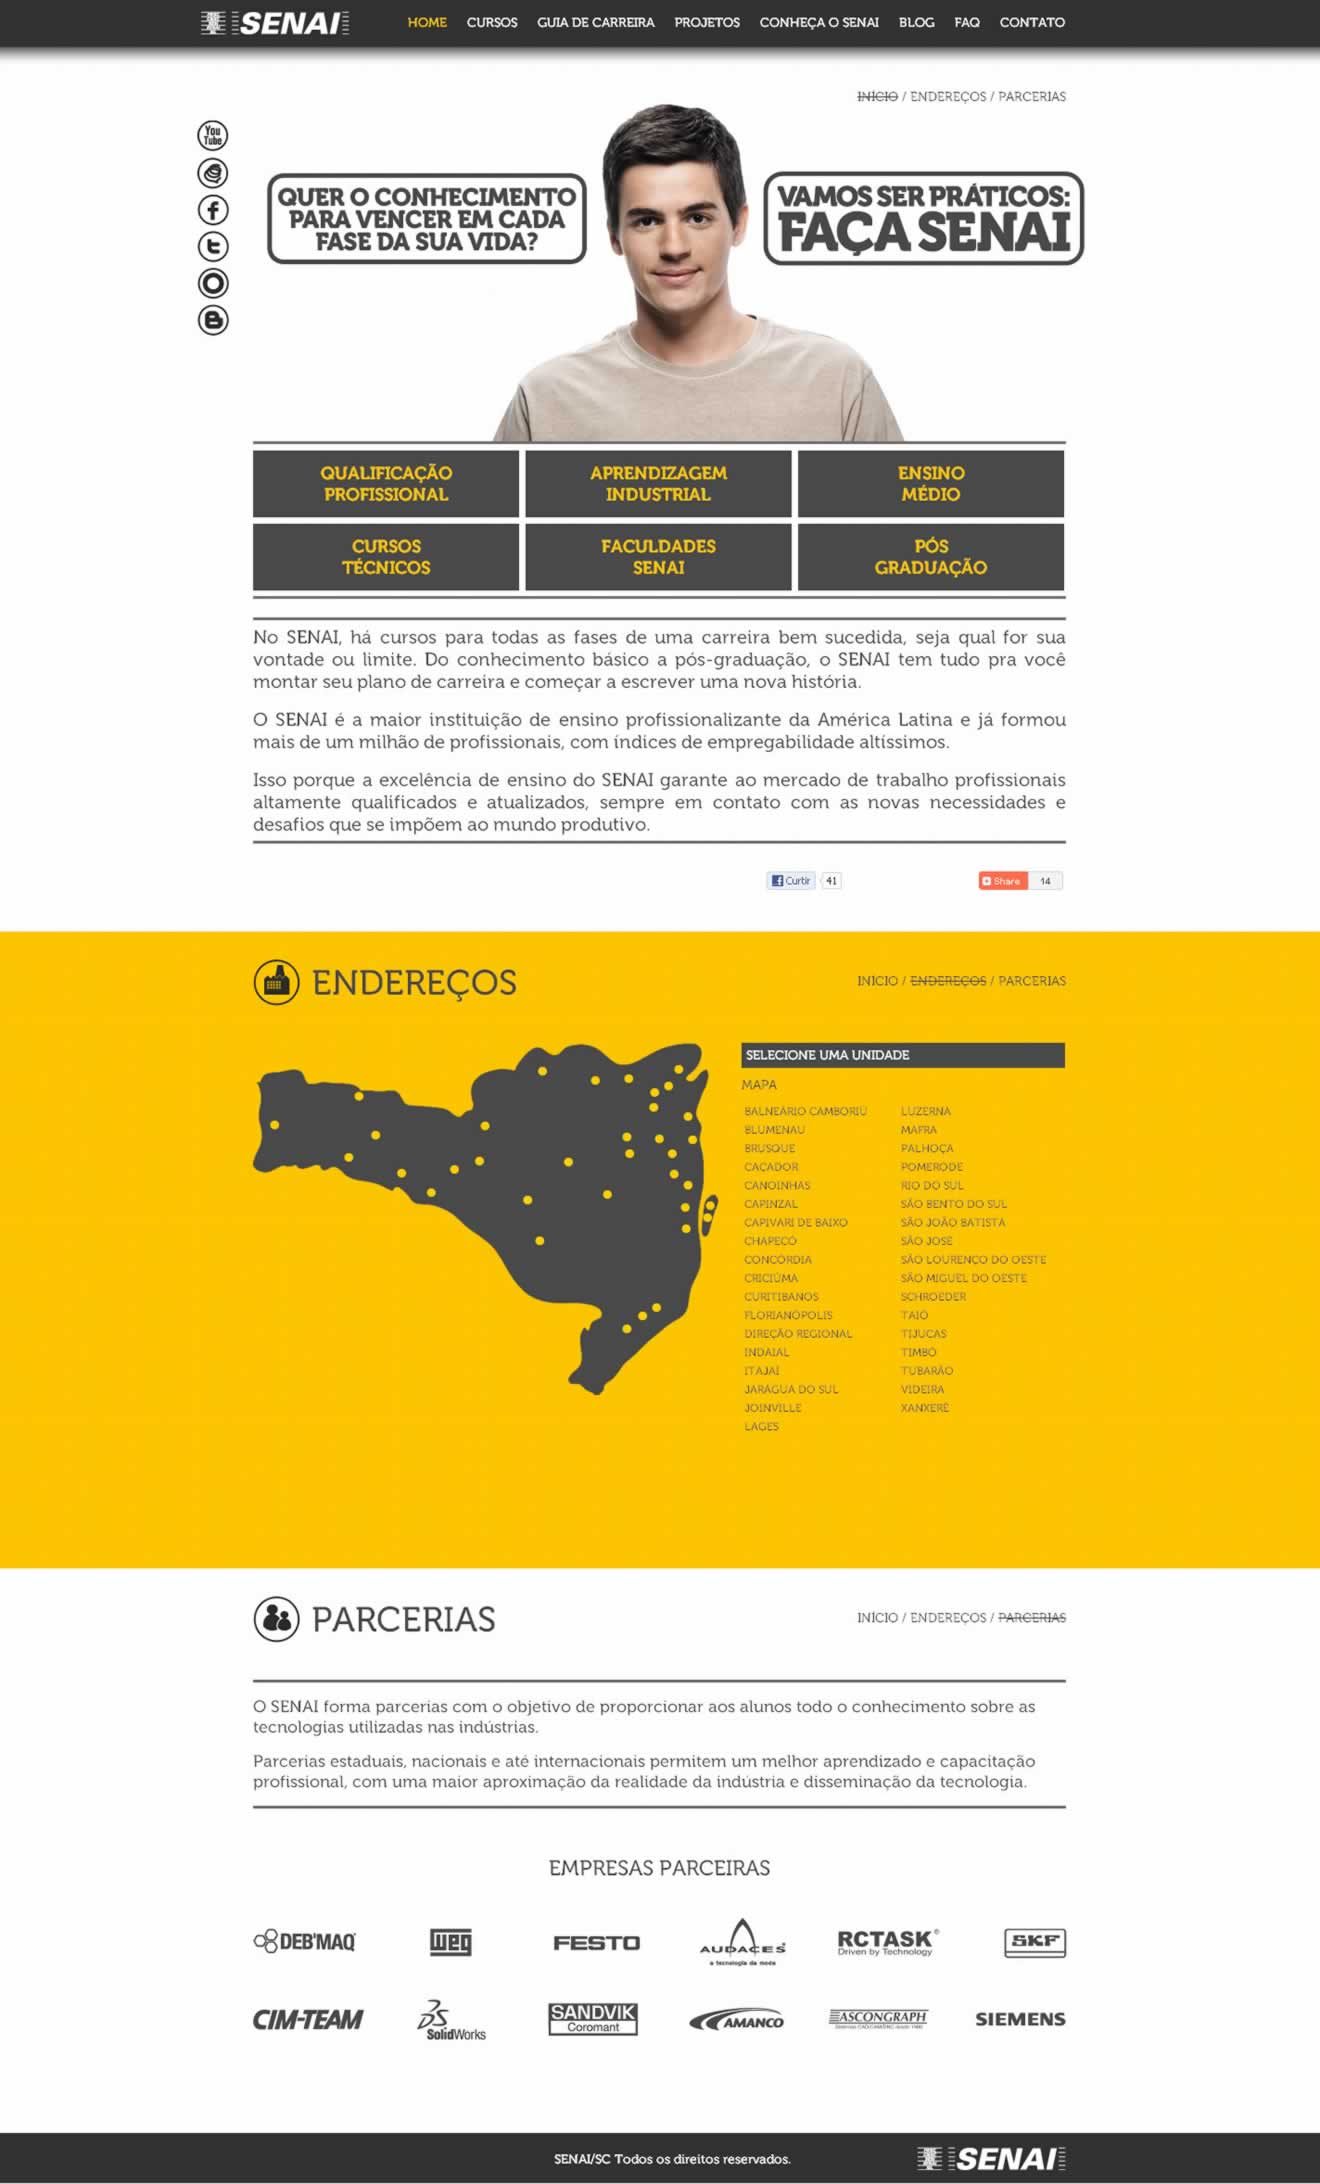 SENAI
HOME CURSOS GUIA DE CARREIRA PROJETOS CONHEÇA O SENAI BLOG FAQ CONTATO
INÍCIO / ENDEREÇOS / PARCERIAS
You
Tube
QUER O CONHECIMENTO
PARA VENCER EM CADA
FASE DA SUA VIDA?
VAMOS SER PRÁTICOS:
FAÇA SENAI
QUALIFICAÇÃO
PROFISSIONAL
APRENDIZAGEM
INDUSTRIAL
ENSINO
MÉDIO
CURSOS
TÉCNICOS
FACULDADES
SENAI
PÓS
GRADUAÇÃO
No SENAI, há cursos para todas as fases de uma carreira bem sucedida, seja qual for sua
vontade ou limite. Do conhecimento básico a pós-graduação, o SENAI tem tudo pra você
montar seu plano de carreira e começar a escrever uma nova história.
O SENAI é a maior instituição de ensino profissionalizante da América Latina e já formou
mais de um milhão de profissionais, com índices de empregabilidade altíssimos.
Isso porque a excelência de ensino do SENAI garante ao mercado de trabalho profissionais
altamente qualificados e atualizados, sempre em contato com as novas necessidades e
desafios que se impõem ao mundo produtivo.
Curtir 41
Share 14
ENDEREÇOS
INÍCIO / ENDEREÇOS / PARCERIAS
SELECIONE UMA UNIDADE
MAPA
BALNEÁRIO CAMBORIÚ
BLUMENAU
BRUSQUE
CAÇADOR
CANOINHAS
CAPINZAL
CAPIVARI DE BAIXO
CHAPECÓ
CONCÓRDIA
CRICIÚMA
CURITIBANOS
FLORIANÓPOLIS
DIREÇÃO REGIONAL
INDAIAL
ITAJAÍ
JARAGUÁ DO SUL
JOINVILLE
LAGES
LUZERNA
MAFRA
PALHOÇA
POMERODE
RIO DO SUL
SÃO BENTO DO SUL
SÃO JOÃO BATISTA
SÃO JOSÉ
SÃO LOURENÇO DO OESTE
SÃO MIGUEL DO OESTE
SCHROEDER
TAIÓ
TIJUCAS
TIMBÓ
TUBARÃO
VIDEIRA
XANXERÊ
PARCERIAS
INÍCIO / ENDEREÇOS / PARCERIAS
O SENAI forma parcerias com o objetivo de proporcionar aos alunos todo o conhecimento sobre as
tecnologias utilizadas nas indústrias.
Parcerias estaduais, nacionais e até internacionais permitem um melhor aprendizado e capacitação
profissional, com uma maior aproximação da realidade da indústria e disseminação da tecnologia.
EMPRESAS PARCEIRAS
DEB'MAQ
WEG
FESTO
AUDACES®
a tecnologia da moda
RCTASK®
Driven by Technology
SKF
CIM-TEAM
SolidWorks
SANDVIK
Coromant
AMANCO
ASCONGRAPH
SIEMENS
SENAI/SC Todos os direitos reservados.
SENAI